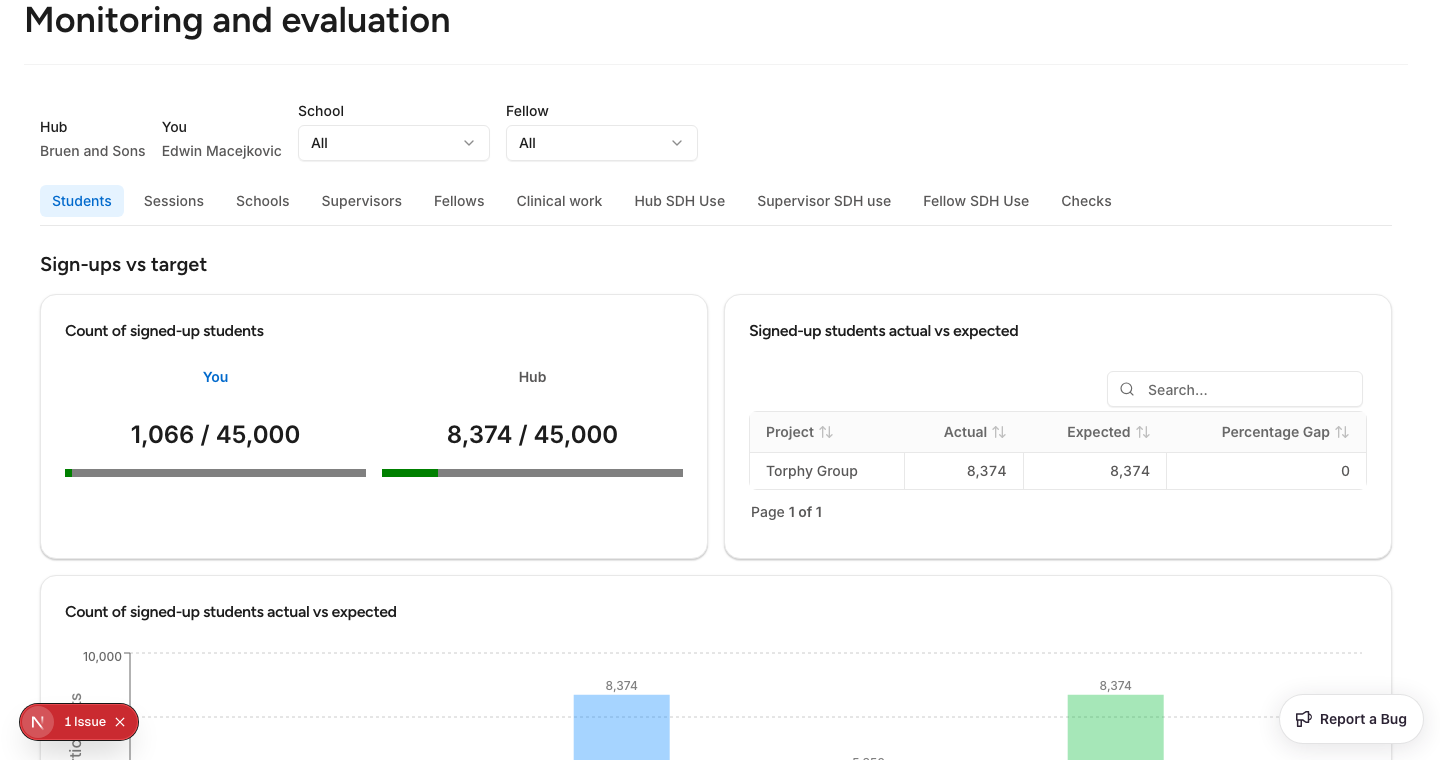 Monitoring and evaluation
Hub
Bruen and Sons
You
Edwin Macejkovic
School
All
Fellow
All
Students
Sessions
Schools
Supervisors
Fellows
Clinical work
Hub SDH Use
Supervisor SDH use
Fellow SDH Use
Checks
Sign-ups vs target
Count of signed-up students
You
Hub
1,066 / 45,000
8,374 / 45,000
Signed-up students actual vs expected
Search...
Project Actual Expected Percentage Gap
Torphy Group 8,374 8,374 0
Page 1 of 1
Count of signed-up students actual vs expected
10,000
8,374
8,374
N 1 Issue
Report a Bug